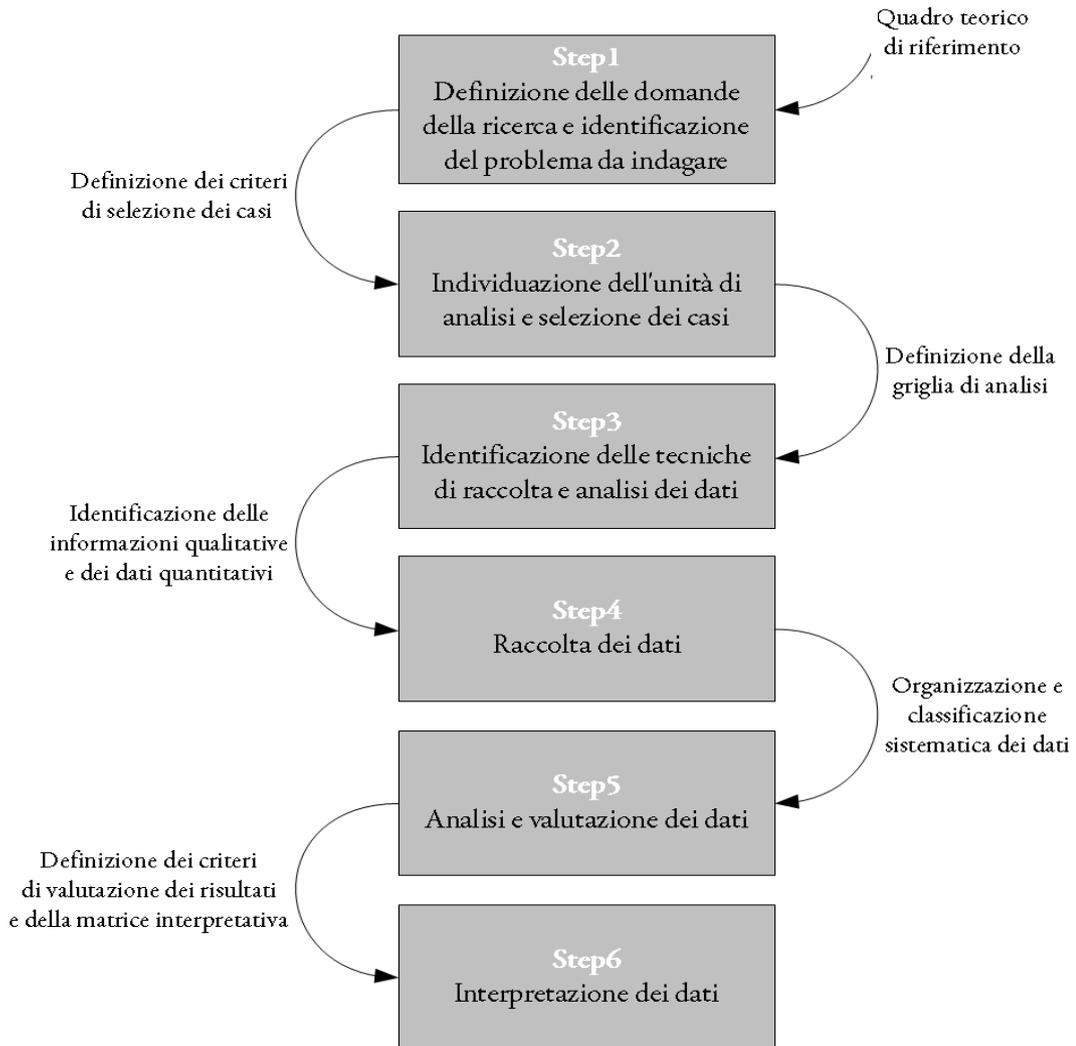 Quadro teorico
di riferimento
Step1
Definizione delle domande
della ricerca e identificazione
del problema da indagare
Definizione dei criteri
di selezione dei casi
Step2
Individuazione dell'unità di
analisi e selezione dei casi
Definizione della
griglia di analisi
Step3
Identificazione delle tecniche
di raccolta e analisi dei dati
Identificazione delle
informazioni qualitative
e dei dati quantitativi
Step4
Raccolta dei dati
Organizzazione e
classificazione
sistematica dei dati
Step5
Analisi e valutazione dei dati
Definizione dei criteri
di valutazione dei risultati
e della matrice interpretativa
Step6
Interpretazione dei dati